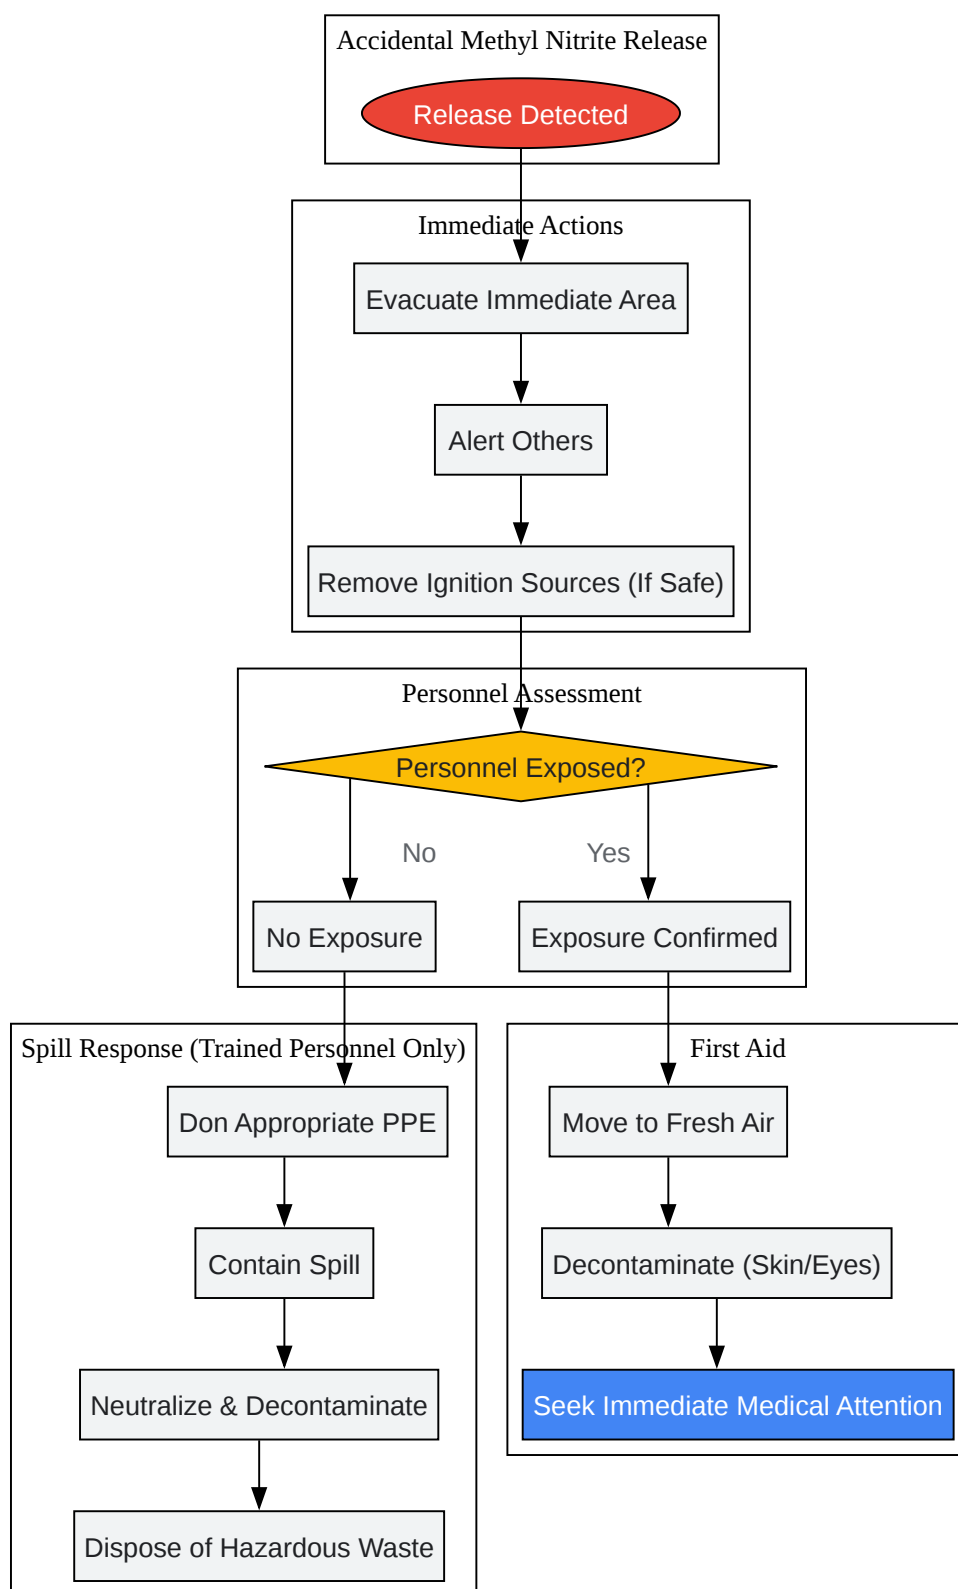 Accidental Methyl Nitrite Release
Release Detected
Immediate Actions
Evacuate Immediate Area
Alert Others
Remove Ignition Sources (If Safe)
Personnel Assessment
Personnel Exposed?
No
Yes
No Exposure
Exposure Confirmed
Spill Response (Trained Personnel Only)
Don Appropriate PPE
Contain Spill
Neutralize & Decontaminate
Dispose of Hazardous Waste
First Aid
Move to Fresh Air
Decontaminate (Skin/Eyes)
Seek Immediate Medical Attention